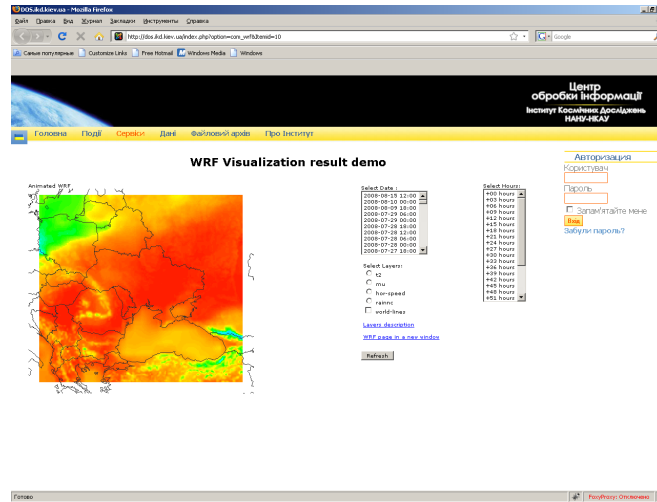 DOS.ikd.kiev.ua - Mozilla Firefox
Файл Правка Вид Журнал Закладки Инструменты Справка
http://dos.ikd.kiev.ua/index.php?option=com_wrf&Itemid=10
Google
Самые популярные Customize Links Free Hotmail Windows Media Windows
Центр
обробки інформації
Інститут Космічних Досліджень
НАНУ-НКАУ
Головна Події Сервіси Дані Файловий архів Про Інститут
WRF Visualization result demo
Авторизация
Користувач
Пароль
Запам'ятайте мене
Вхід
Забули пароль?
Animated WRF
Select Date :
2008-08-15 12:00
2008-08-10 00:00
2008-08-09 18:00
2008-07-29 06:00
2008-07-29 00:00
2008-07-28 18:00
2008-07-28 12:00
2008-07-28 06:00
2008-07-28 00:00
2008-07-27 18:00
Select Hours:
+00 hours
+03 hours
+06 hours
+09 hours
+12 hours
+15 hours
+18 hours
+21 hours
+24 hours
+27 hours
+30 hours
+33 hours
+36 hours
+39 hours
+42 hours
+45 hours
+48 hours
+51 hours
Select Layers:
t2
mu
hor-speed
rainnc
world-lines
Layers description
WRF page in a new window
Refresh
Готово
FoxyProxy: Отключено